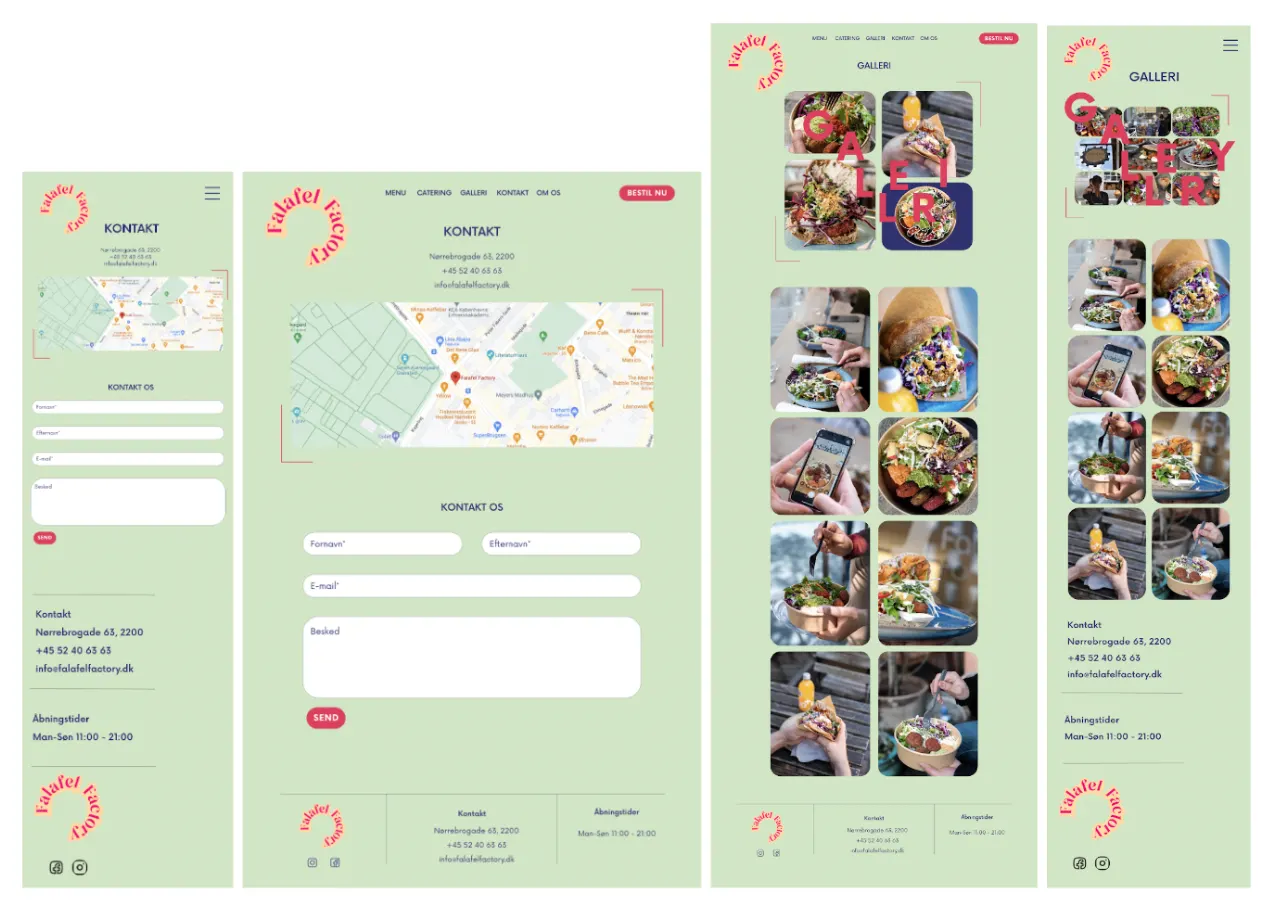 Falafel Factory
KONTAKT
Nørrebrogade 63, 2200
+45 52 40 63 63
info@falafelfactory.dk
KONTAKT OS
Fornavn*
Efternavn*
E-mail*
Besked
SEND
Kontakt
Nørrebrogade 63, 2200
+45 52 40 63 63
info@falafelfactory.dk
Åbningstider
Man-Søn 11:00 - 21:00
Falafel Factory
Falafel Factory
MENU CATERING GALLERI KONTAKT OM OS
BESTIL NU
KONTAKT
Nørrebrogade 63, 2200
+45 52 40 63 63
info@falafelfactory.dk
Literaturhaus
Falafel Factory
KONTAKT OS
Fornavn* Efternavn*
E-mail*
Besked
SEND
Falafel Factory
Kontakt
Nørrebrogade 63, 2200
+45 52 40 63 63
info@falafelfactory.dk
Åbningstider
Man-Søn 11:00 - 21:00
Falafel Factory
MENU CATERING GALLERI KONTAKT OM OS
BESTIL NU
GALLERI
GALLERI
Falafel Factory
Kontakt
Nørrebrogade 63, 2200
+45 52 40 63 63
info@falafelfactory.dk
Åbningstider
Man-Søn 11:00 - 21:00
Falafel Factory
GALLERI
GALLERY
Kontakt
Nørrebrogade 63, 2200
+45 52 40 63 63
info@falafelfactory.dk
Åbningstider
Man-Søn 11:00 - 21:00
Falafel Factory